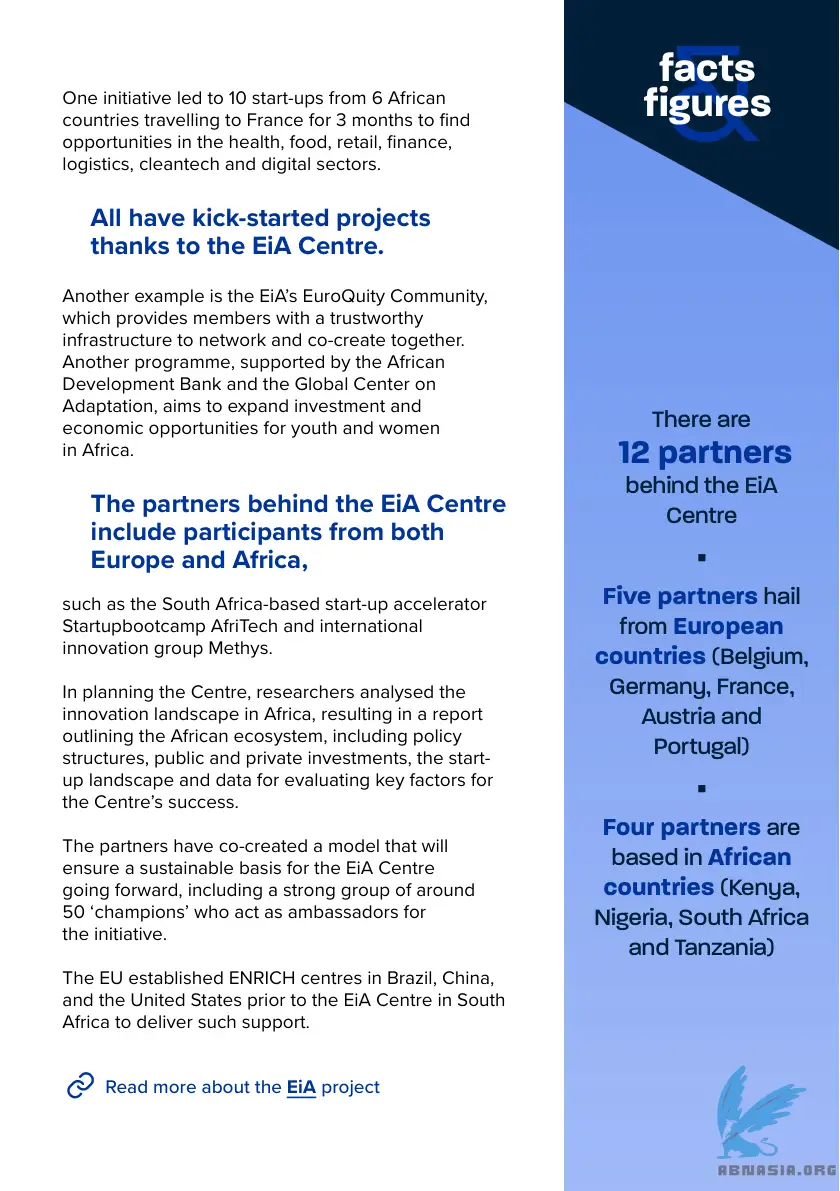 One initiative led to 10 start-ups from 6 African
countries travelling to France for 3 months to find
opportunities in the health, food, retail, finance,
logistics, cleantech and digital sectors.
All have kick-started projects
thanks to the EiA Centre.
Another example is the EiA’s EuroQuity Community,
which provides members with a trustworthy
infrastructure to network and co-create together.
Another programme, supported by the African
Development Bank and the Global Center on
Adaptation, aims to expand investment and
economic opportunities for youth and women
in Africa.
The partners behind the EiA Centre
include participants from both
Europe and Africa,
such as the South Africa-based start-up accelerator
Startupbootcamp AfriTech and international
innovation group Methys.
In planning the Centre, researchers analysed the
innovation landscape in Africa, resulting in a report
outlining the African ecosystem, including policy
structures, public and private investments, the start-
up landscape and data for evaluating key factors for
the Centre’s success.
The partners have co-created a model that will
ensure a sustainable basis for the EiA Centre
going forward, including a strong group of around
50 ‘champions’ who act as ambassadors for
the initiative.
The EU established ENRICH centres in Brazil, China,
and the United States prior to the EiA Centre in South
Africa to deliver such support.
Read more about the EiA project
facts
&
figures
There are
12 partners
behind the EiA
Centre
▪
Five partners hail
from European
countries (Belgium,
Germany, France,
Austria and
Portugal)
▪
Four partners are
based in African
countries (Kenya,
Nigeria, South Africa
and Tanzania)
ABNASIA.ORG